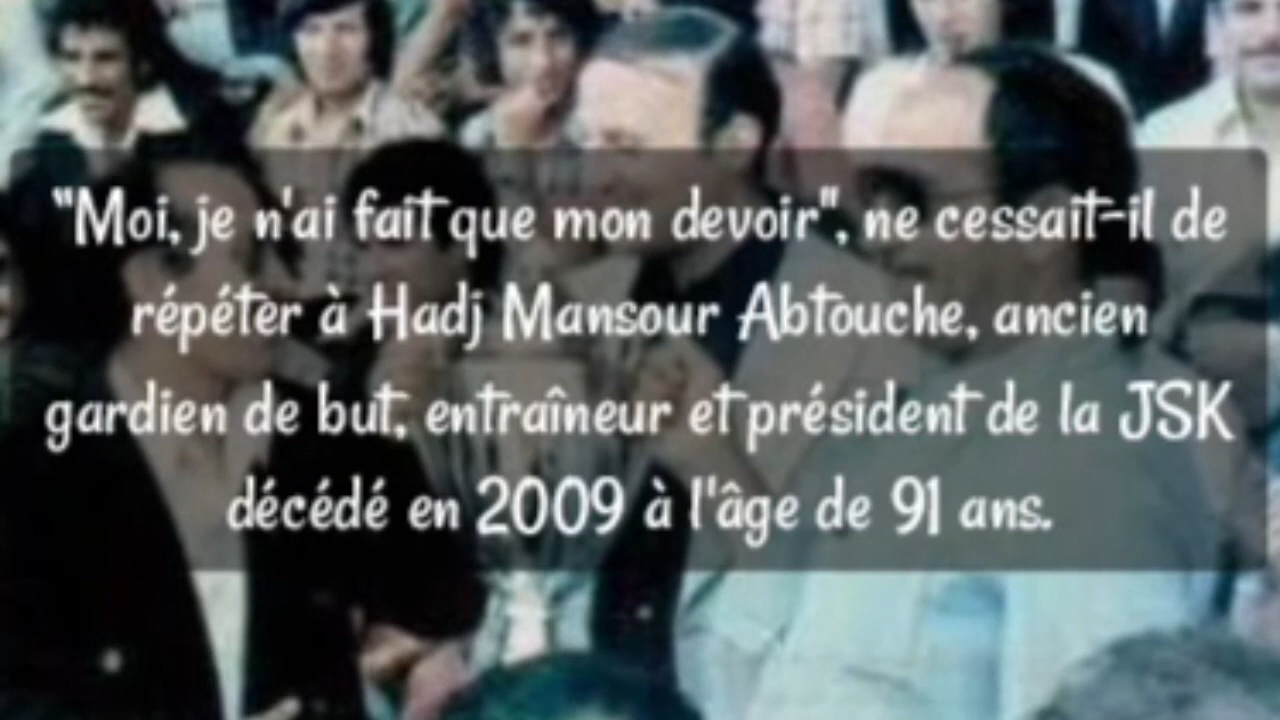 "Moi, je n'ai fait que mon devoir", ne cessait-il de
répéter à Hadj Mansour Abtouche, ancien
gardien de but, entraîneur et président de la JSK
décédé en 2009 à l'âge de 91 ans.